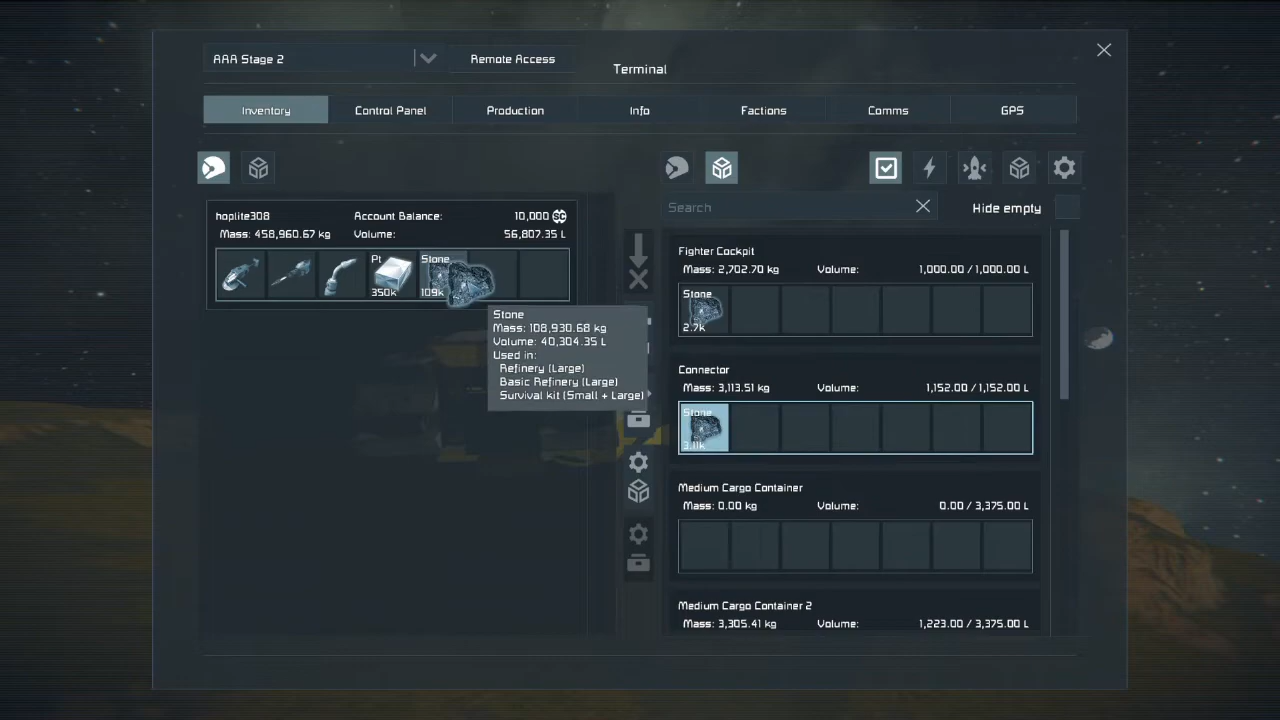 AAR Stage 2
Remote Access
Terminal
Inventory
Control Panel
Production
Info
Factions
Comms
GPS
hoplite308
Account Balance:
10,000 SC
Mass: 458,960.67 kg
Volume:
56,807.35 L
Pt
350k
Stone
109k
Stone
Mass: 108,930.68 kg
Volume: 40,304.35 L
Used in:
Refinery (Large)
Basic Refinery (Large)
Survival kit (Small + Large)
Search
Hide empty
Fighter Cockpit
Mass: 2,702.70 kg
Volume:
1,000.00 / 1,000.00 L
Stone
2.7k
Connector
Mass: 3,113.51 kg
Volume:
1,152.00 / 1,152.00 L
Stone
3.11k
Medium Cargo Container
Mass: 0.00 kg
Volume:
0.00 / 3,375.00 L
Medium Cargo Container 2
Mass: 3,305.41 kg
Volume:
1,223.00 / 3,375.00 L